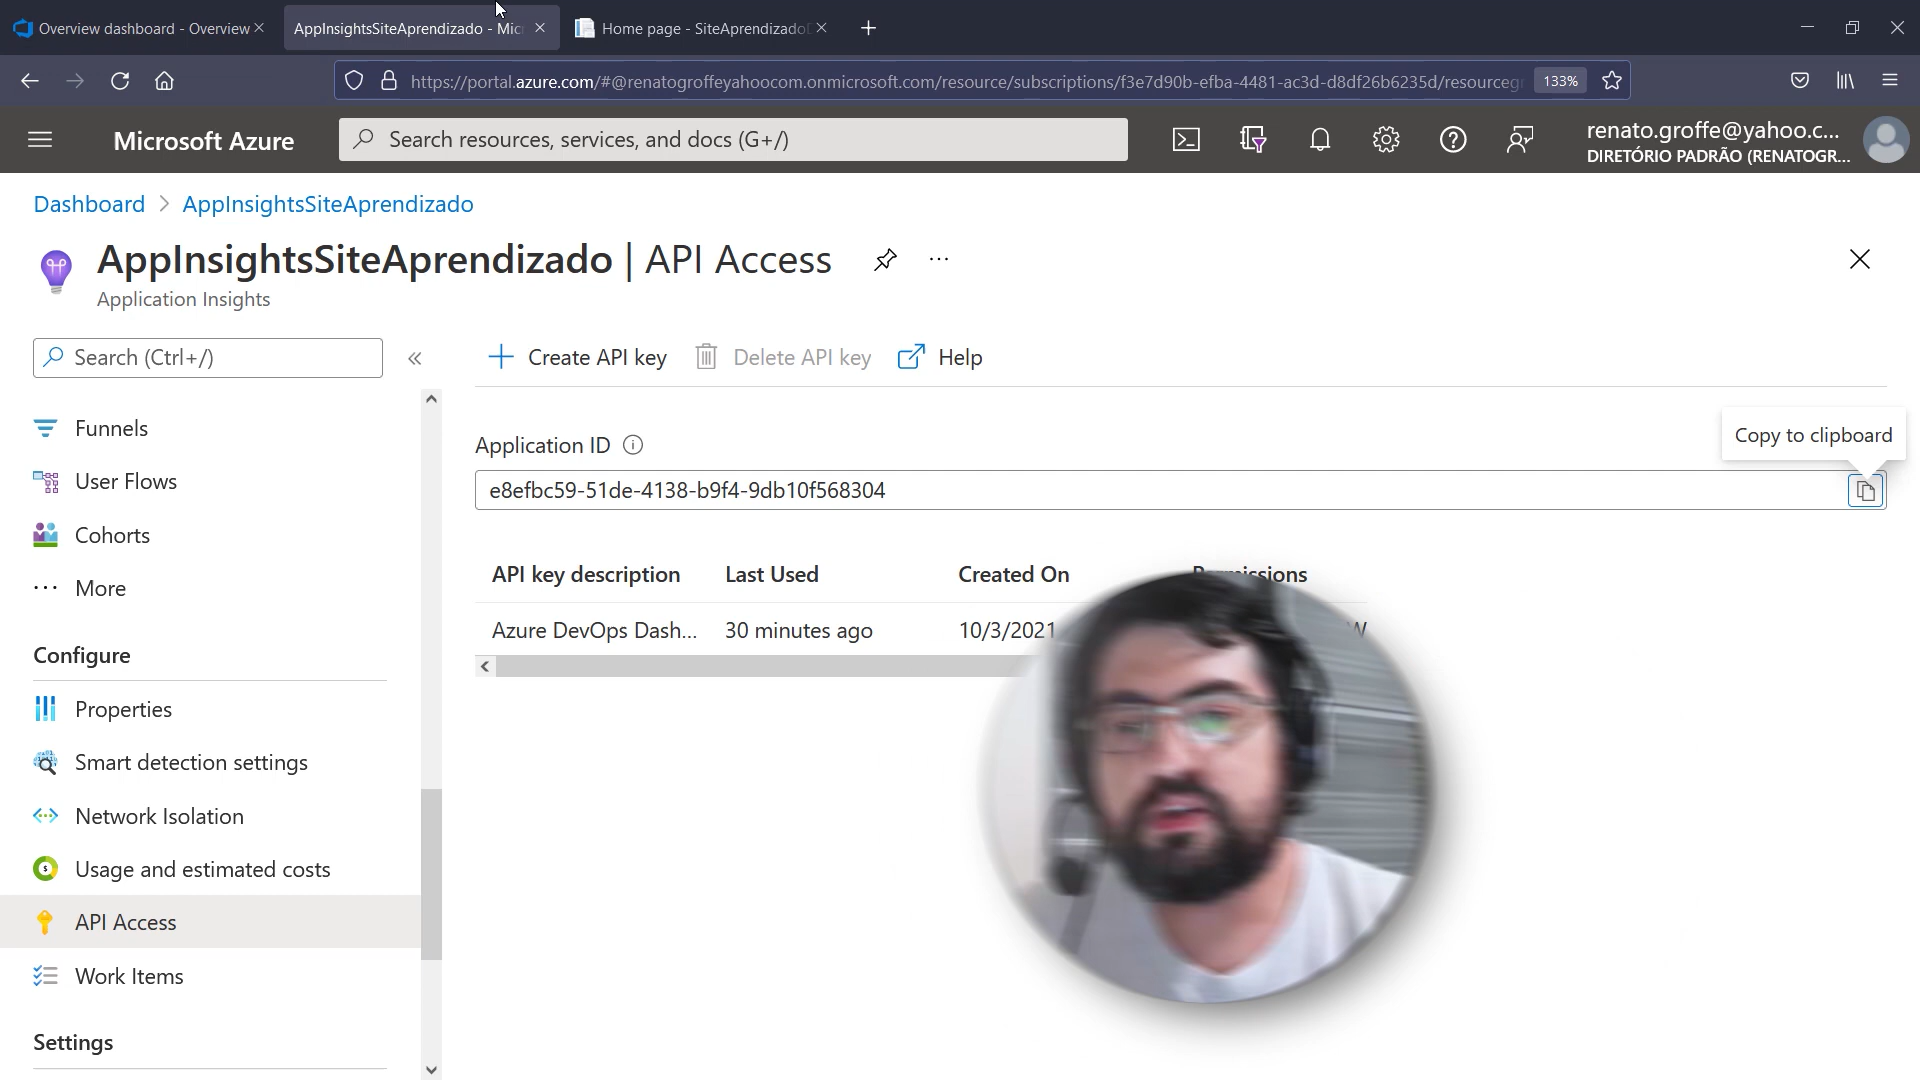 Overview dashboard - Overview
AppInsightsSiteAprendizado - Mic
Home page - SiteAprendizado
https://portal.azure.com/#@renatogroffeyahoocom.onmicrosoft.com/resource/subscriptions/f3e7d90b-efba-4481-ac3d-d8df26b6235d/resourcegr
133%
Microsoft Azure
Search resources, services, and docs (G+/)
renato.groffe@yahoo.c...
DIRETÓRIO PADRÃO (RENATOGR...
Dashboard > AppInsightsSiteAprendizado
AppInsightsSiteAprendizado | API Access
Application Insights
Search (Ctrl+/)
Create API key
Delete API key
Help
Funnels
User Flows
Cohorts
More
Configure
Properties
Smart detection settings
Network Isolation
Usage and estimated costs
API Access
Work Items
Settings
Application ID
Copy to clipboard
e8efbc59-51de-4138-b9f4-9db10f568304
API key description Last Used Created On Permissions
Azure DevOps Dash... 30 minutes ago 10/3/2021